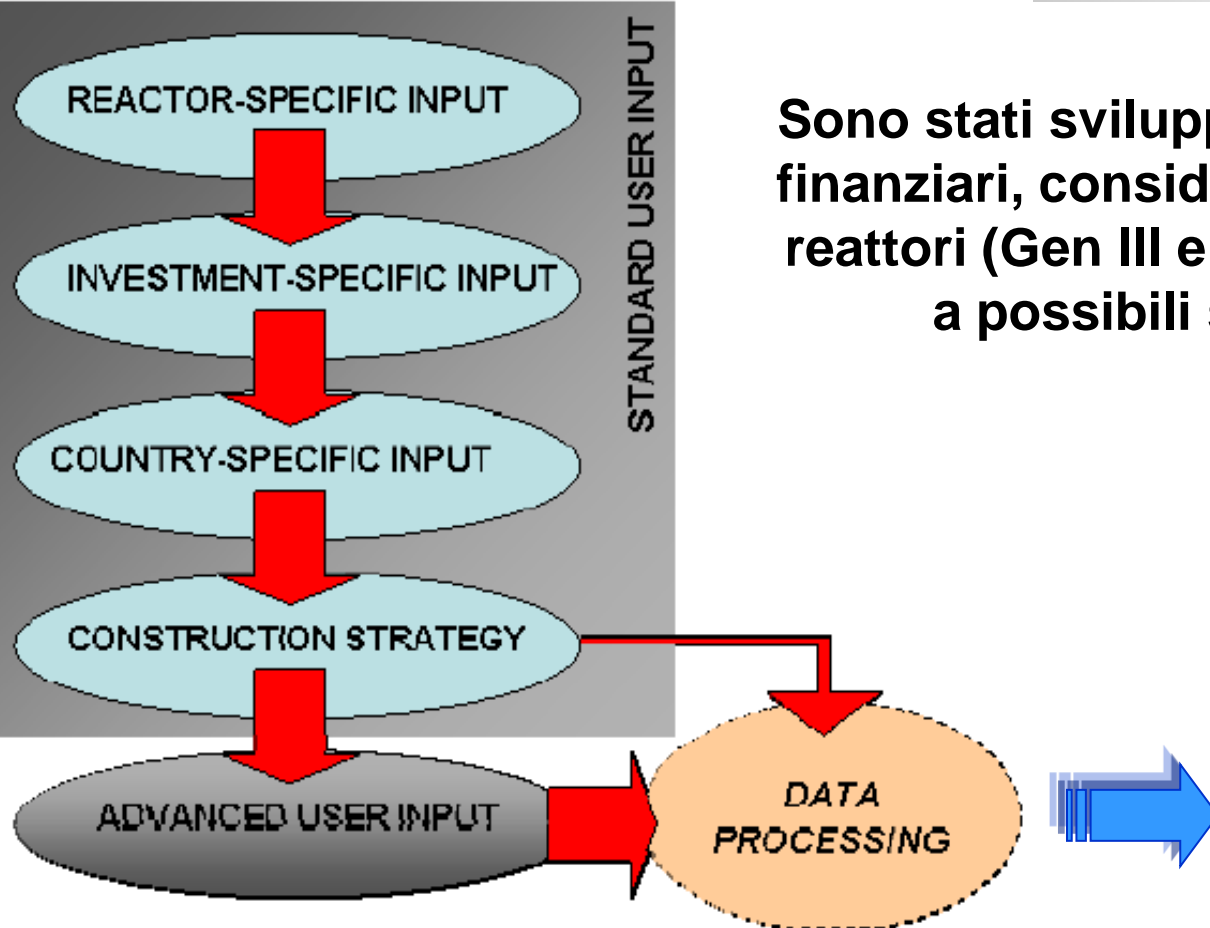 REACTOR-SPECIFIC INPUT
INVESTMENT-SPECIFIC INPUT
COUNTRY-SPECIFIC INPUT
CONSTRUCTION STRATEGY
STANDARD USER INPUT
ADVANCED USER INPUT
DATA
PROCESSING
Sono stati svilupp
finanziari, consid
reattori (Gen III e
a possibili s